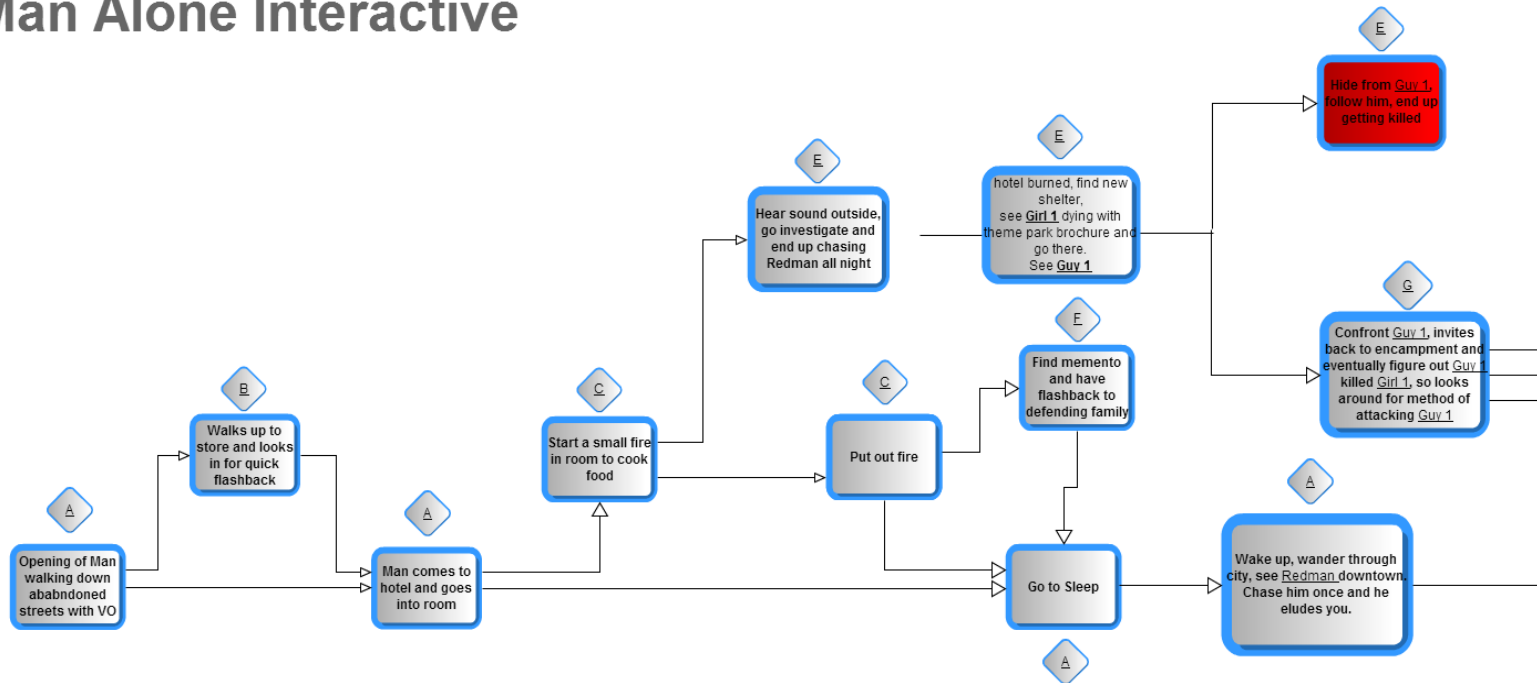 Man Alone Interactive
E
Hide from Guy 1,
follow him, end up
getting killed
E
hotel burned, find new
shelter,
see Girl 1 dying with
theme park brochure and
go there.
See Guy 1
E
Hear sound outside,
go investigate and
end up chasing
Redman all night
G
Confront Guy 1, invites
back to encampment and
eventually figure out Guy 1
killed Girl 1, so looks
around for method of
attacking Guy 1
F
Find memento
and have
flashback to
defending family
B
Walks up to
store and looks
in for quick
flashback
C
Start a small fire
in room to cook
food
C
Put out fire
A
Opening of Man
walking down
ababndoned
streets with VO
A
Man comes to
hotel and goes
into room
Go to Sleep
A
A
Wake up, wander through
city, see Redman downtown.
Chase him once and he
eludes you.